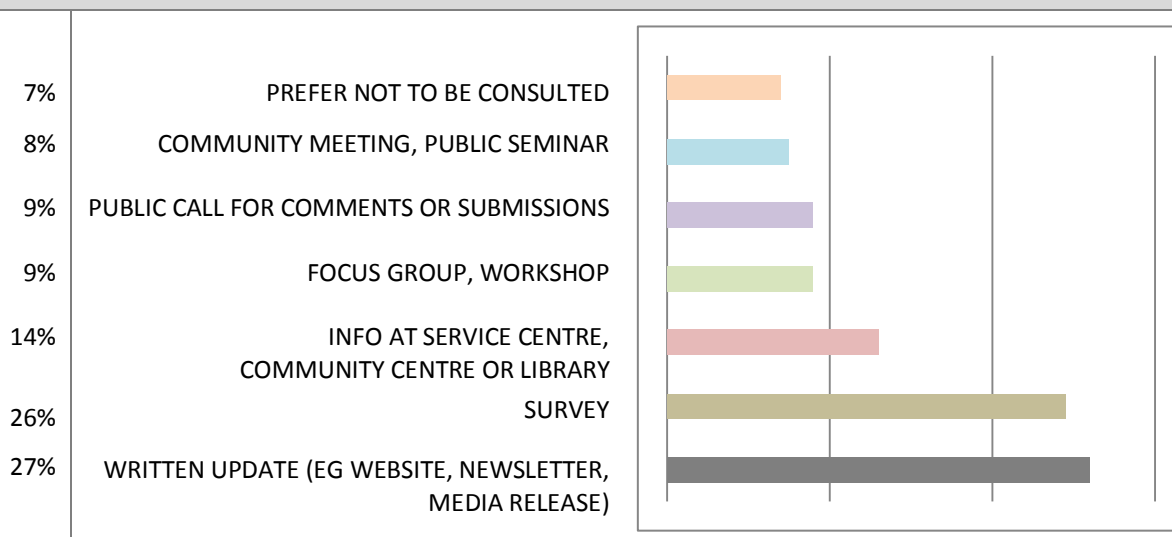 7% PREFER NOT TO BE CONSULTED
8% COMMUNITY MEETING, PUBLIC SEMINAR
9% PUBLIC CALL FOR COMMENTS OR SUBMISSIONS
9% FOCUS GROUP, WORKSHOP
14% INFO AT SERVICE CENTRE,
COMMUNITY CENTRE OR LIBRARY
26% SURVEY
27% WRITTEN UPDATE (EG WEBSITE, NEWSLETTER,
MEDIA RELEASE)